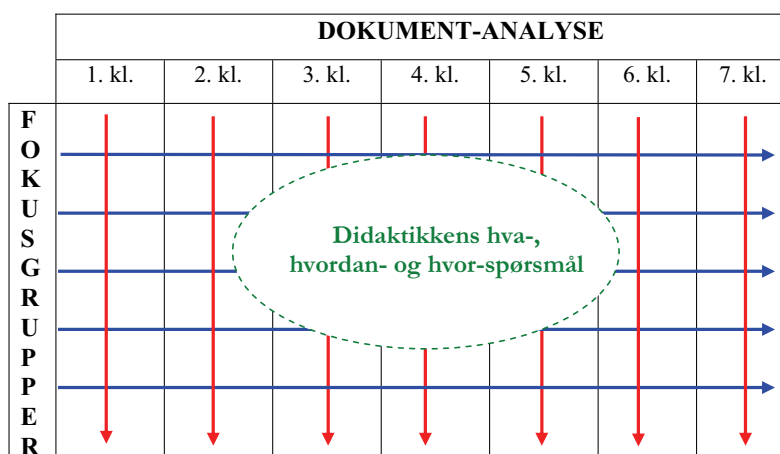 DOKUMENT-ANALYSE
1. kl. 2. kl. 3. kl. 4. kl. 5. kl. 6. kl. 7. kl.
F
O
K
U
S
G
R
U
P
P
E
R
Didaktikkens hva-,
hvordan- og hvor-spørsmål